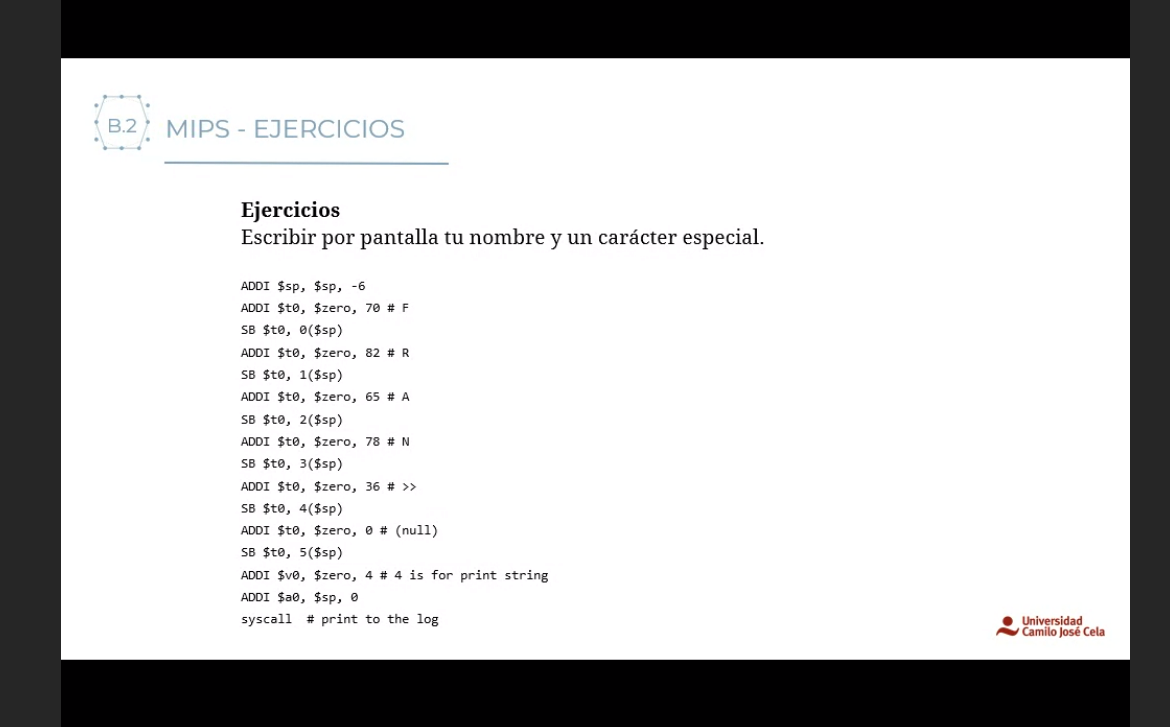 B.2
MIPS - EJERCICIOS
Ejercicios
Escribir por pantalla tu nombre y un carácter especial.
ADDI $sp, $sp, -6
ADDI $t0, $zero, 70 # F
SB $t0, 0($sp)
ADDI $t0, $zero, 82 # R
SB $t0, 1($sp)
ADDI $t0, $zero, 65 # A
SB $t0, 2($sp)
ADDI $t0, $zero, 78 # N
SB $t0, 3($sp)
ADDI $t0, $zero, 36 # >>
SB $t0, 4($sp)
ADDI $t0, $zero, 0 # (null)
SB $t0, 5($sp)
ADDI $v0, $zero, 4 # 4 is for print string
ADDI $a0, $sp, 0
syscall  # print to the log
Universidad
Camilo José Cela